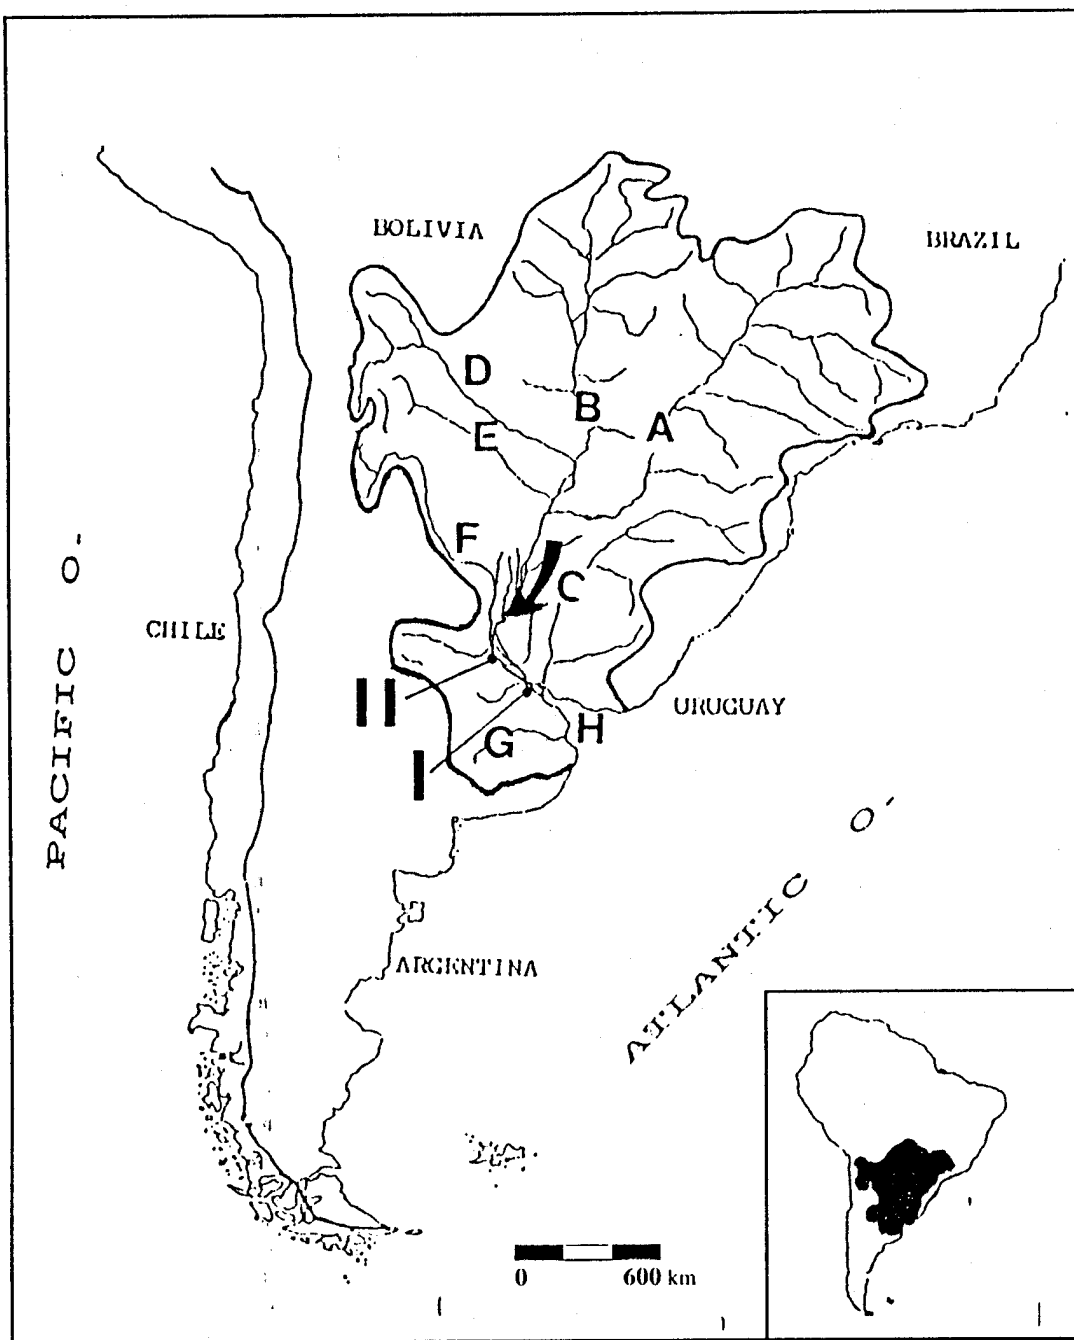 BOLIVIA
BRAZIL
D
B
A
E
F
C
CHILE
II
URUGUAY
H
G
I
PACIFIC O-
ATLANTIC O-
ARGENTINA
0 600 km